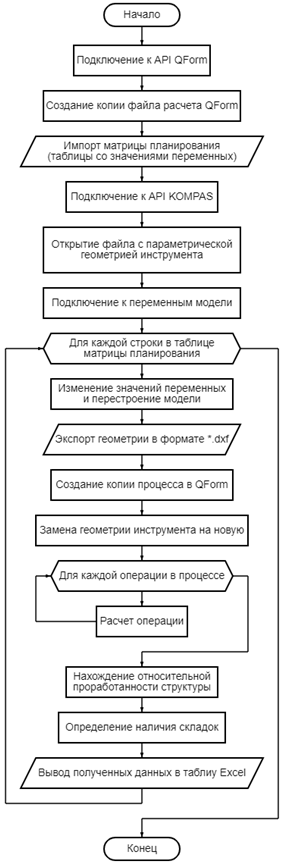 Начало
Подключение к API QForm
Создание копии файла расчета QForm
Импорт матрицы планирования
(таблицы со значениями переменных)
Подключение к API KOMPAS
Открытие файла с параметрической
геометрией инструмента
Подключение к переменным модели
Для каждой строки в таблице
матрицы планирования
Изменение значений переменных
и перестроение модели
Экспорт геометрии в формате *.dxf
Создание копии процесса в QForm
Замена геометрии инструмента на новую
Для каждой операции в процессе
Расчет операции
Нахождение относительной
проработанности структуры
Определение наличия складок
Вывод полученных данных в таблиу Excel
Конец